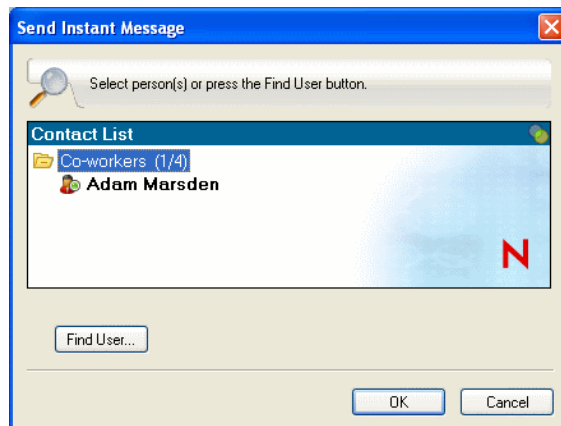 Send Instant Message
Select person(s) or press the Find User button.
Contact List
Co-workers (1/4)
Adam Marsden
N
Find User...
OK Cancel